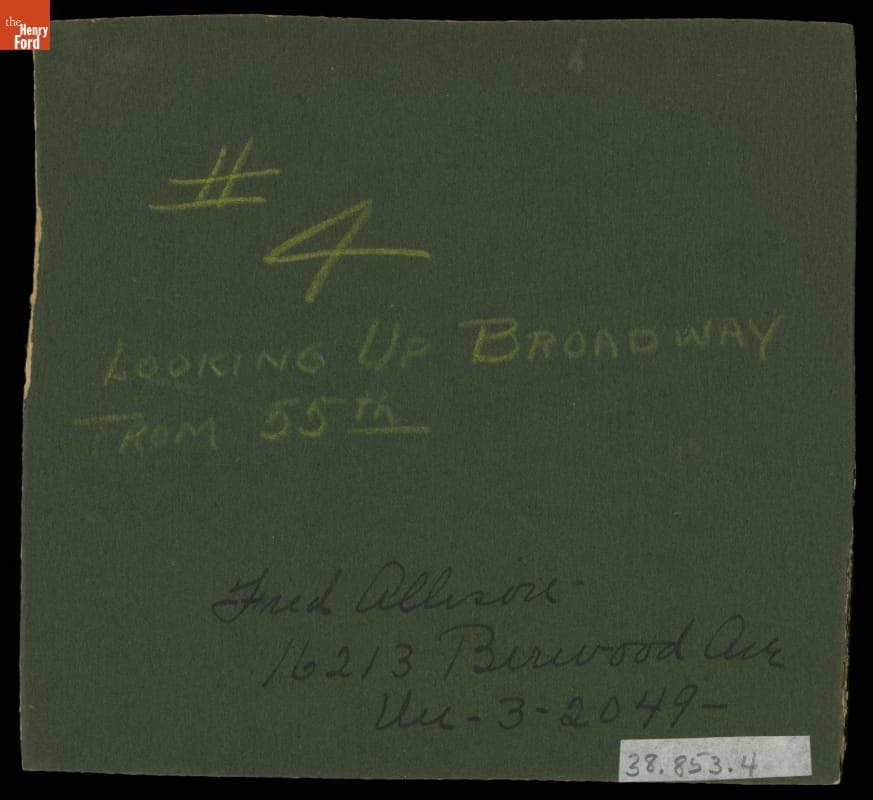 the
Henry
Ford
#
4
LOOKING UP BROADWAY
FROM 55th
Fred Allison
16213 Birwood Ave
Un-3-2049-
38.853.4